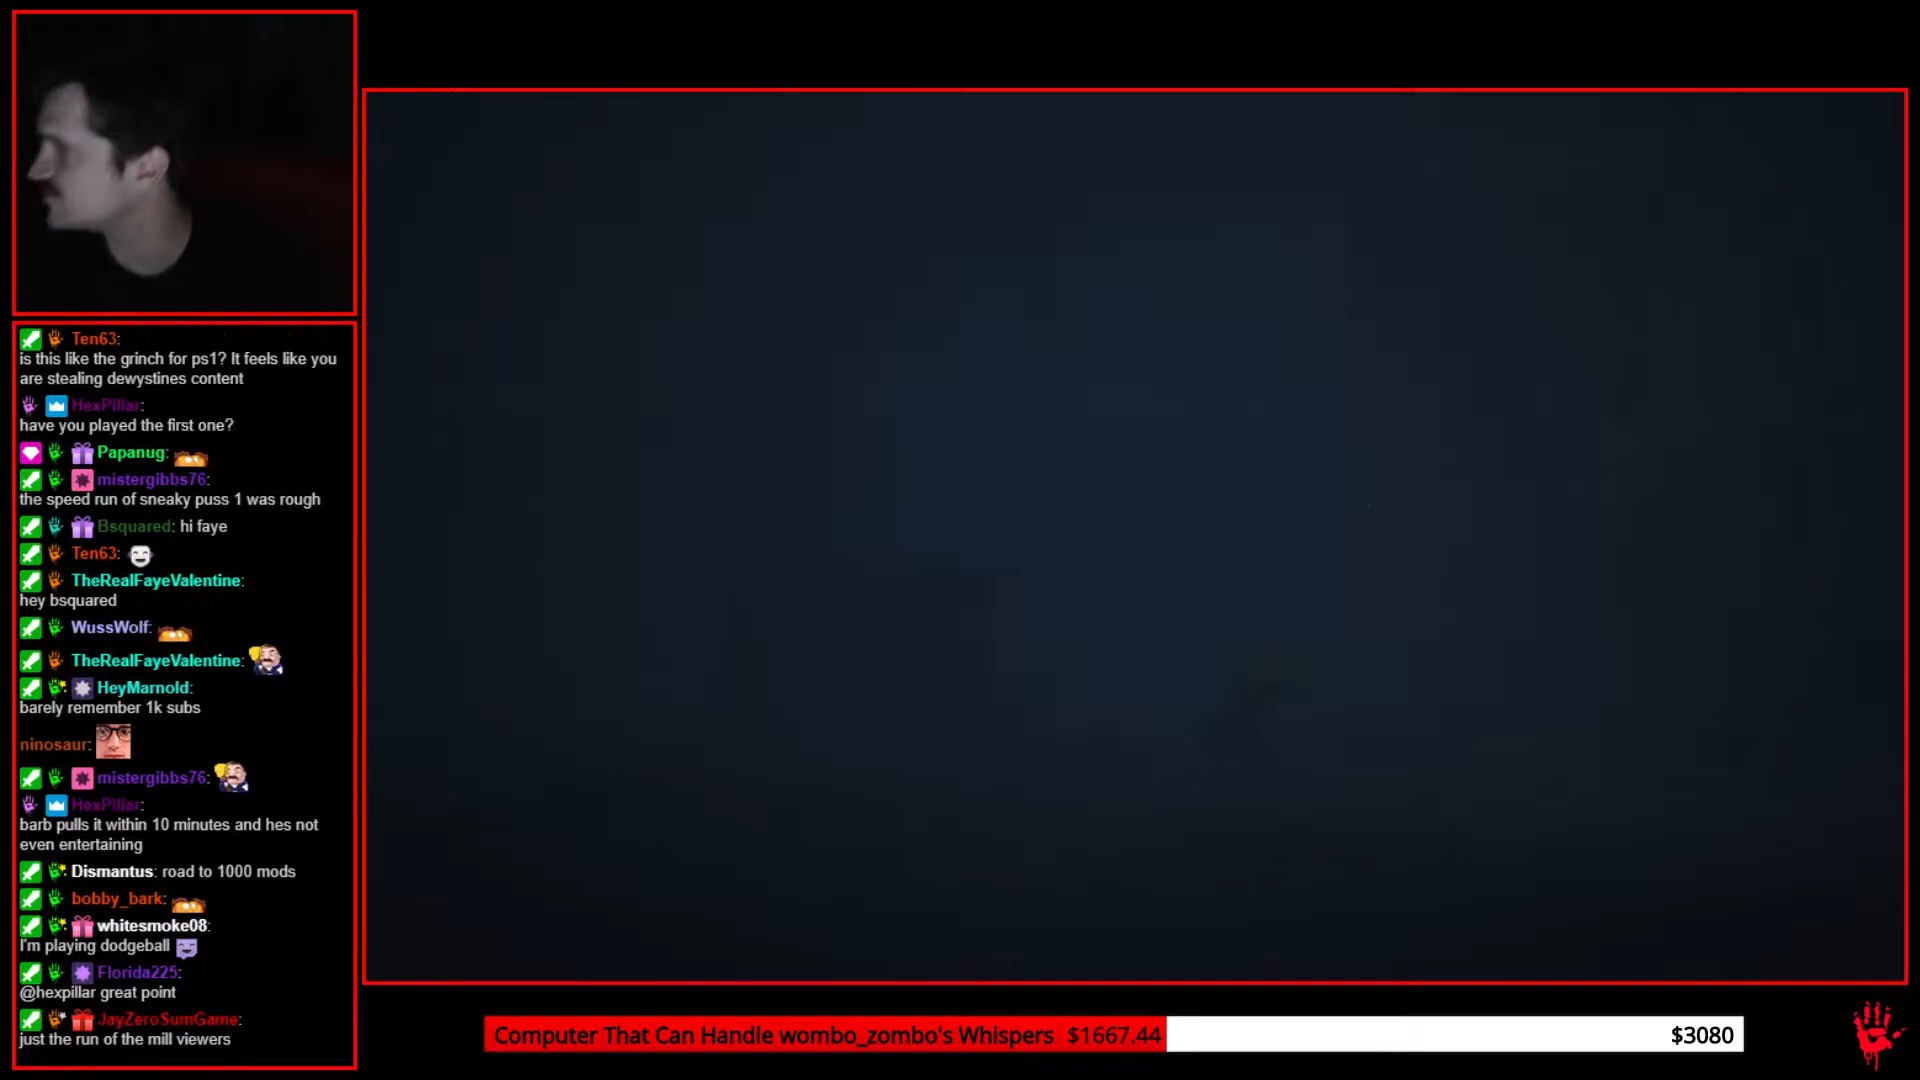 Ten63:
is this like the grinch for ps1? It feels like you
are stealing dewystines content
HexPillar:
have you played the first one?
Papanug:
mistergibbs76:
the speed run of sneaky puss 1 was rough
Bsquared: hi faye
Ten63:
TheRealFayeValentine:
hey bsquared
WussWolf:
TheRealFayeValentine:
HeyMarnold:
barely remember 1k subs
ninosaur:
mistergibbs76:
HexPillar:
barb pulls it within 10 minutes and hes not
even entertaining
Dismantus: road to 1000 mods
bobby_bark:
whitesmoke08:
I'm playing dodgeball
Florida225:
@hexpillar great point
JayZeroSumGame:
just the run of the mill viewers
Computer That Can Handle wombo_zombo's Whispers $1667.44 $3080